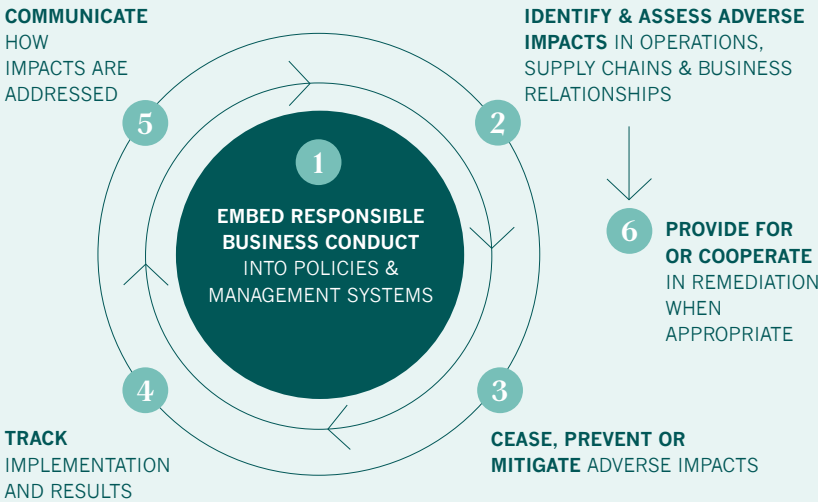 1
EMBED RESPONSIBLE
BUSINESS CONDUCT
INTO POLICIES &
MANAGEMENT SYSTEMS
2
IDENTIFY & ASSESS ADVERSE
IMPACTS IN OPERATIONS,
SUPPLY CHAINS & BUSINESS
RELATIONSHIPS
3
CEASE, PREVENT OR
MITIGATE ADVERSE IMPACTS
4
TRACK
IMPLEMENTATION
AND RESULTS
5
COMMUNICATE
HOW
IMPACTS ARE
ADDRESSED
6
PROVIDE FOR
OR COOPERATE
IN REMEDIATION
WHEN
APPROPRIATE